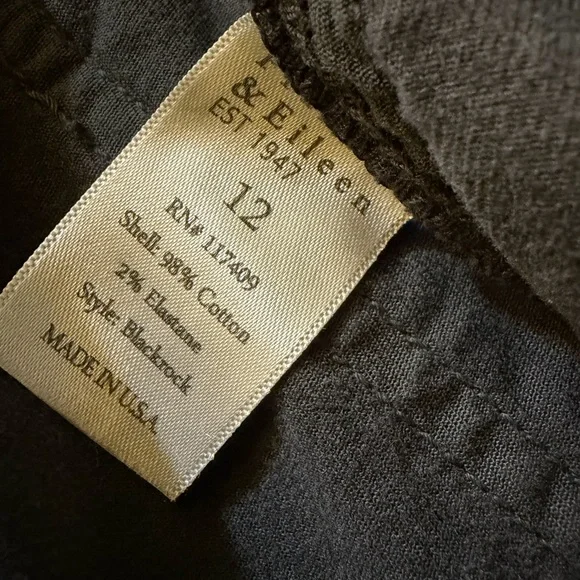 & Eileen
EST 1947
12
RN# 117409
Shell: 98% Cotton
2% Elastane
Style: Blackrock
MADE IN U.S.A